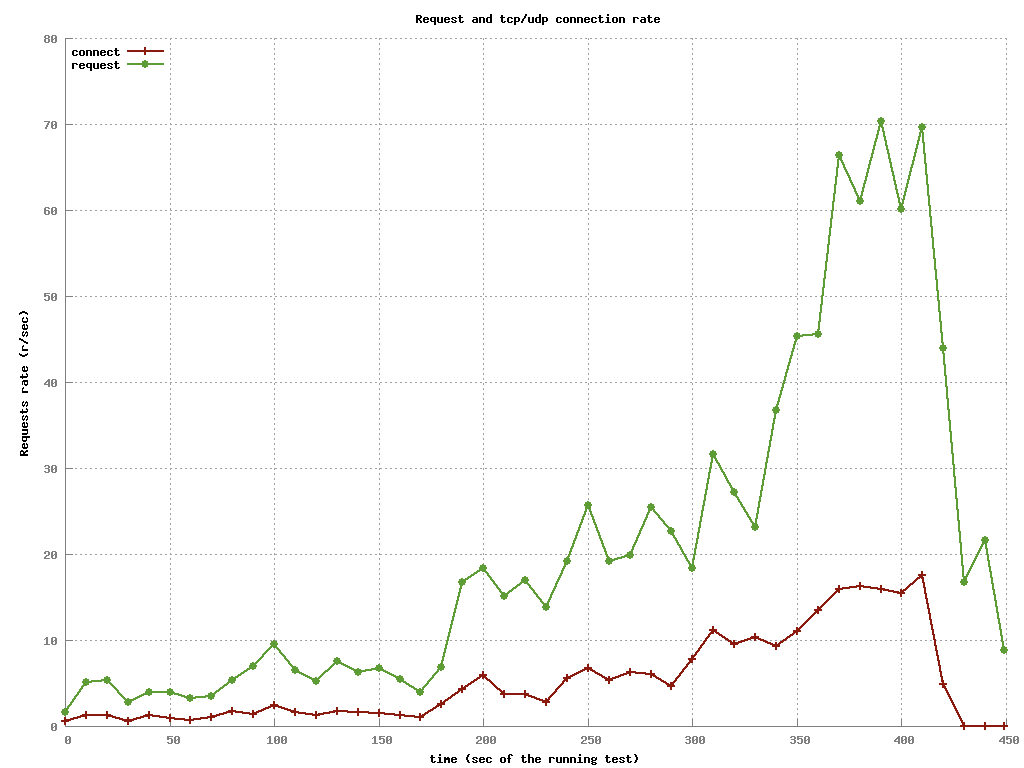 Request and tcp/udp connection rate
80
connect
request
70
60
50
40
30
20
10
0
Requests rate (r/sec)
0 50 100 150 200 250 300 350 400 450
time (sec of the running test)